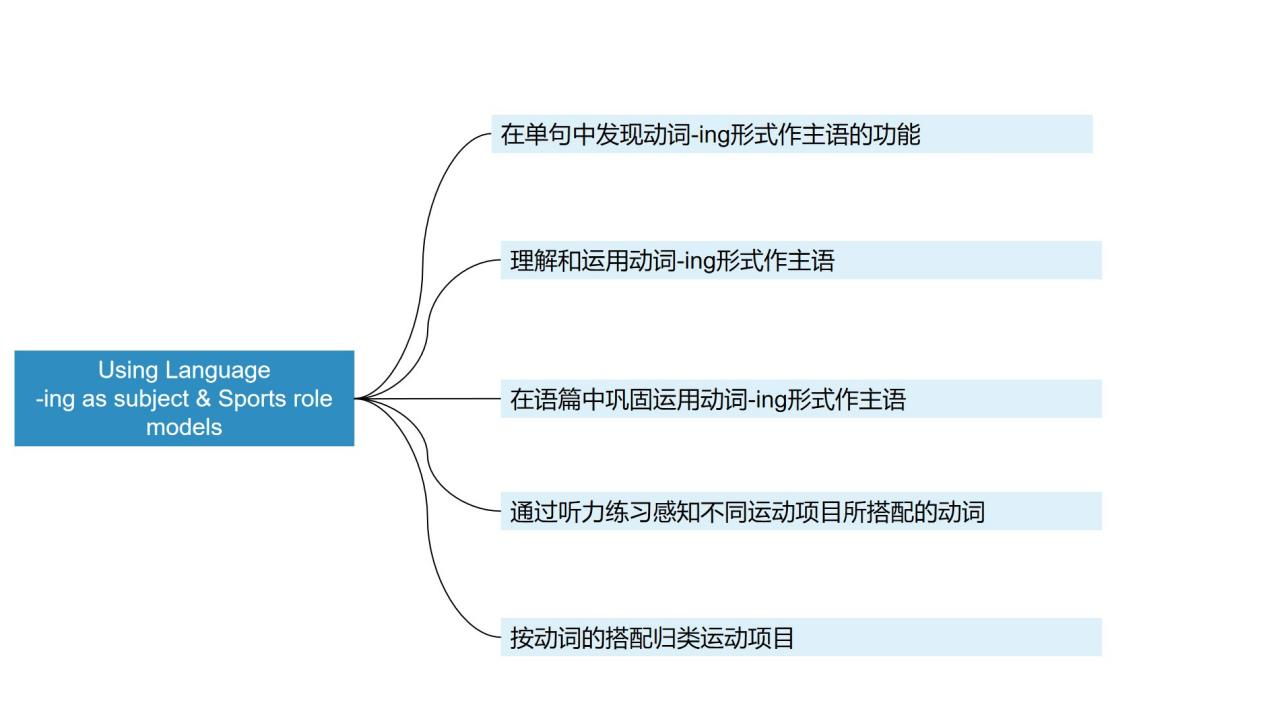 在单句中发现动词-ing形式作主语的功能
理解和运用动词-ing形式作主语
Using Language
-ing as subject & Sports role
models
在语篇中巩固运用动词-ing形式作主语
通过听力练习感知不同运动项目所搭配的动词
按动词的搭配归类运动项目